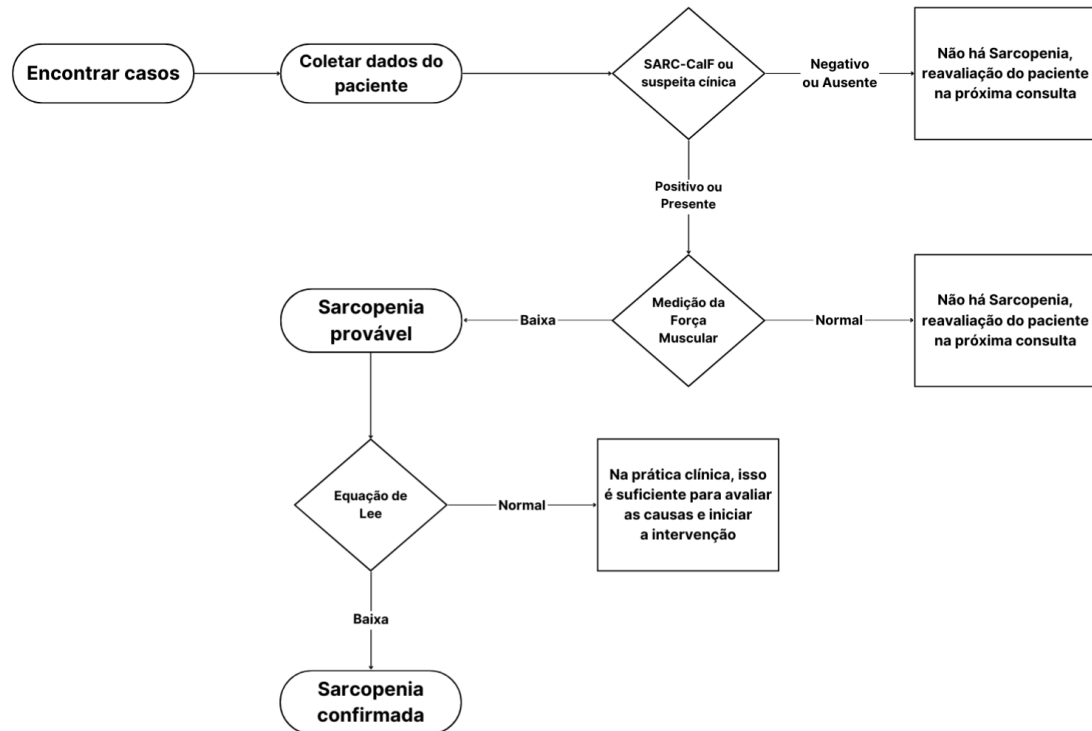 Encontrar casos
Coletar dados do
paciente
SARC-CalF ou
suspeita cínica
Negativo
ou Ausente
Não há Sarcopenia,
reavaliação do paciente
na próxima consulta
Positivo ou
Presente
Sarcopenia
provável
Baixa
Medição da
Força
Muscular
Normal
Não há Sarcopenia,
reavaliação do paciente
na próxima consulta
Equação de
Lee
Normal
Na prática clínica, isso
é suficiente para avaliar
as causas e iniciar
a intervenção
Baixa
Sarcopenia
confirmada